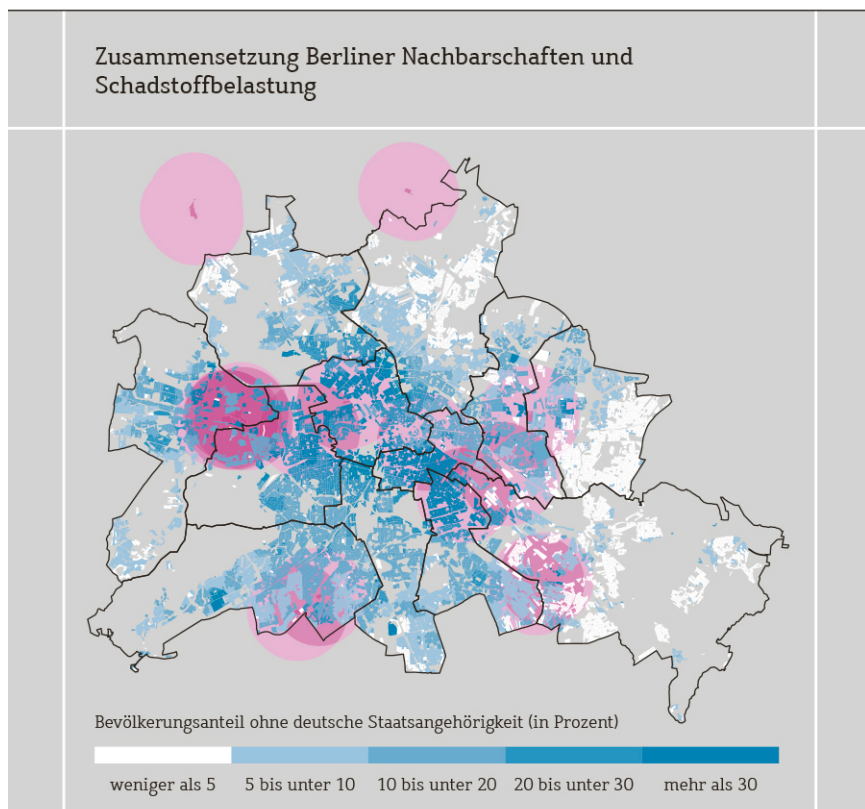 Zusammensetzung Berliner Nachbarschaften und
Schadstoffbelastung
Bevölkerungsanteil ohne deutsche Staatsangehörigkeit (in Prozent)
weniger als 5
5 bis unter 10
10 bis unter 20
20 bis unter 30
mehr als 30